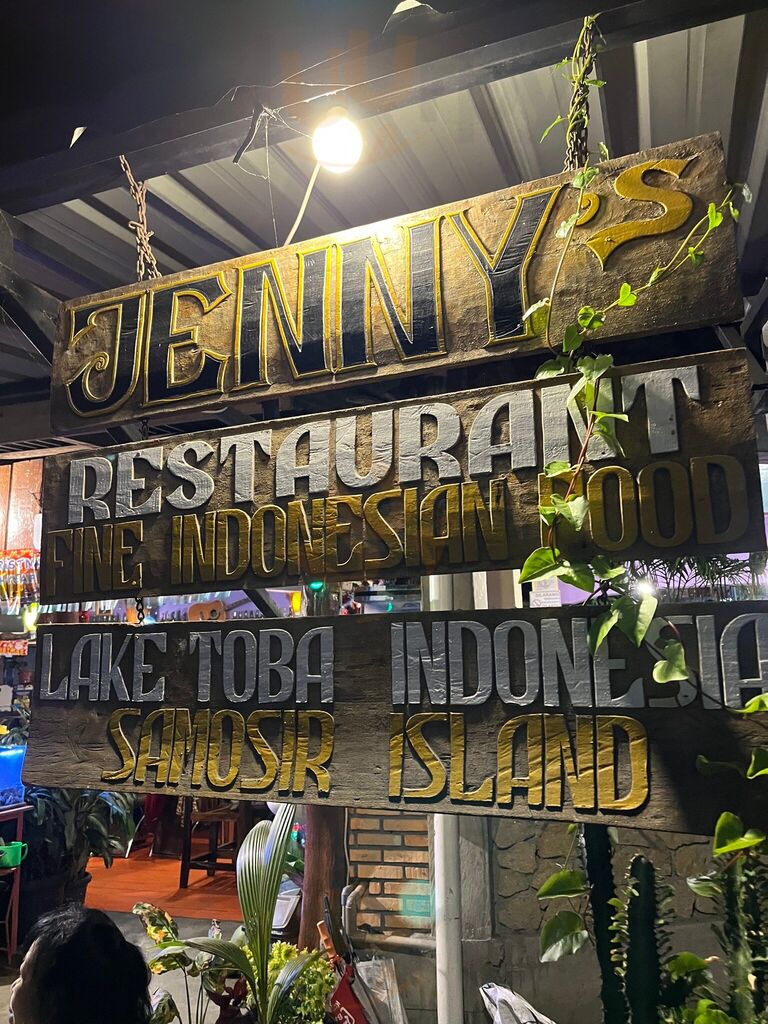 JENNY'S
RESTAURANT
FINE INDONESIAN FOOD
LAKE TOBA INDONESIA
SAMOSIR ISLAND